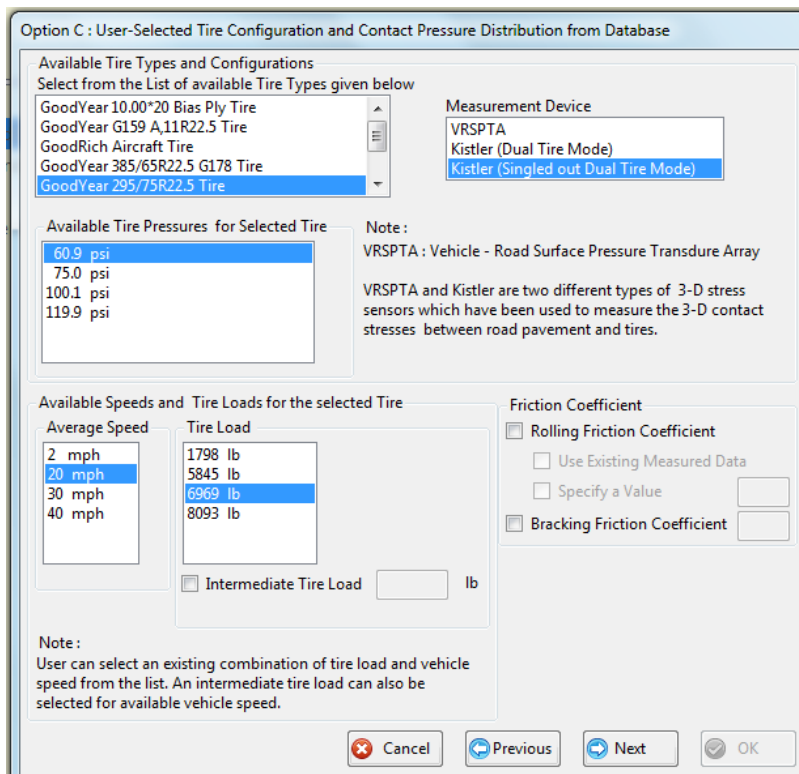 Option C : User-Selected Tire Configuration and Contact Pressure Distribution from Database
Available Tire Types and Configurations
Select from the List of available Tire Types given below
GoodYear 10.00*20 Bias Ply Tire
GoodYear G159 A,11R22.5 Tire
GoodRich Aircraft Tire
GoodYear 385/65R22.5 G178 Tire
GoodYear 295/75R22.5 Tire
Measurement Device
VRSPTA
Kistler (Dual Tire Mode)
Kistler (Singled out Dual Tire Mode)
Available Tire Pressures for Selected Tire
60.9 psi
75.0 psi
100.1 psi
119.9 psi
Note :
VRSPTA : Vehicle - Road Surface Pressure Transdure Array
VRSPTA and Kistler are two different types of 3-D stress
sensors which have been used to measure the 3-D contact
stresses between road pavement and tires.
Available Speeds and Tire Loads for the selected Tire
Average Speed
2 mph
20 mph
30 mph
40 mph
Tire Load
1798 lb
5845 lb
6969 lb
8093 lb
Intermediate Tire Load lb
Note :
User can select an existing combination of tire load and vehicle
speed from the list. An intermediate tire load can also be
selected for available vehicle speed.
Friction Coefficient
Rolling Friction Coefficient
Use Existing Measured Data
Specify a Value
Bracking Friction Coefficient
Cancel
Previous
Next
OK